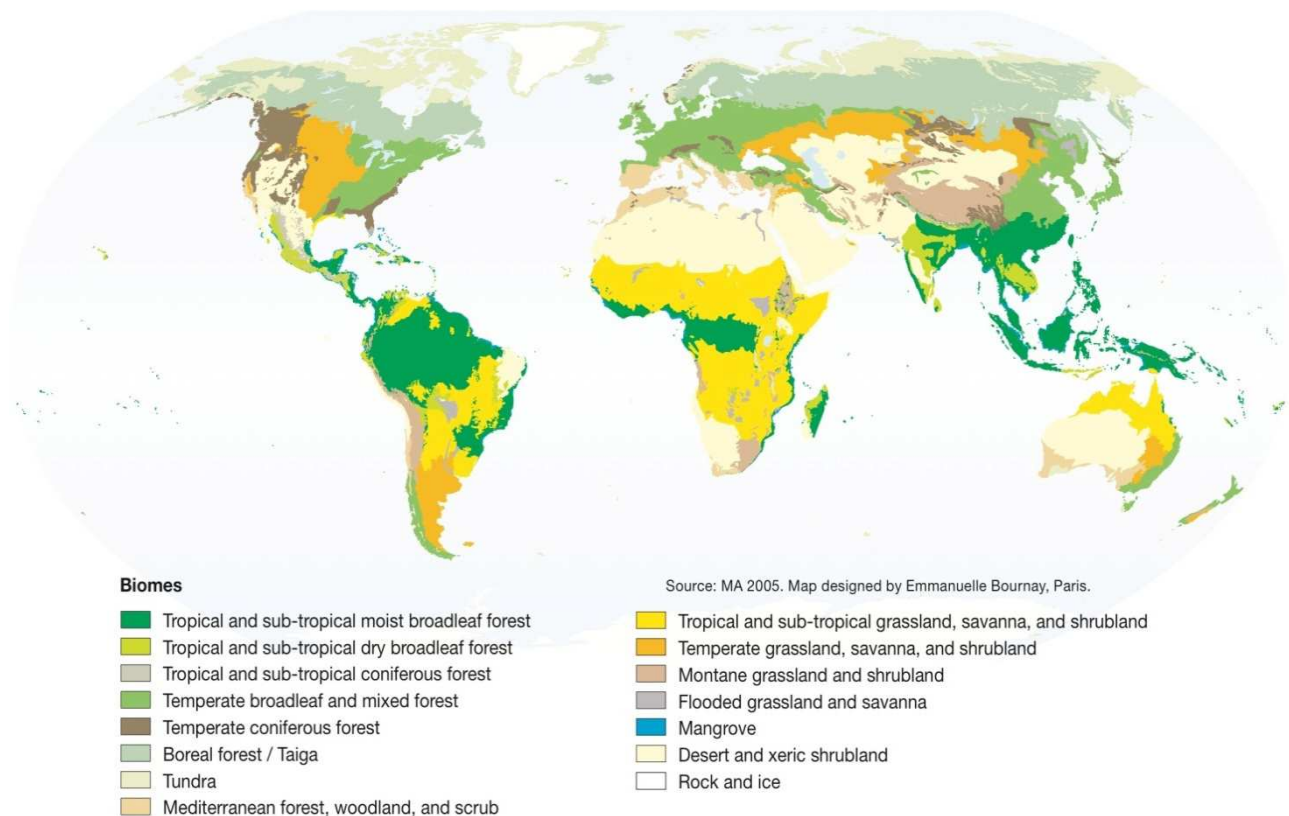 Biomes
Tropical and sub-tropical moist broadleaf forest
Tropical and sub-tropical dry broadleaf forest
Tropical and sub-tropical coniferous forest
Temperate broadleaf and mixed forest
Temperate coniferous forest
Boreal forest / Taiga
Tundra
Mediterranean forest, woodland, and scrub
Source: MA 2005. Map designed by Emmanuelle Bournay, Paris.
Tropical and sub-tropical grassland, savanna, and shrubland
Temperate grassland, savanna, and shrubland
Montane grassland and shrubland
Flooded grassland and savanna
Mangrove
Desert and xeric shrubland
Rock and ice